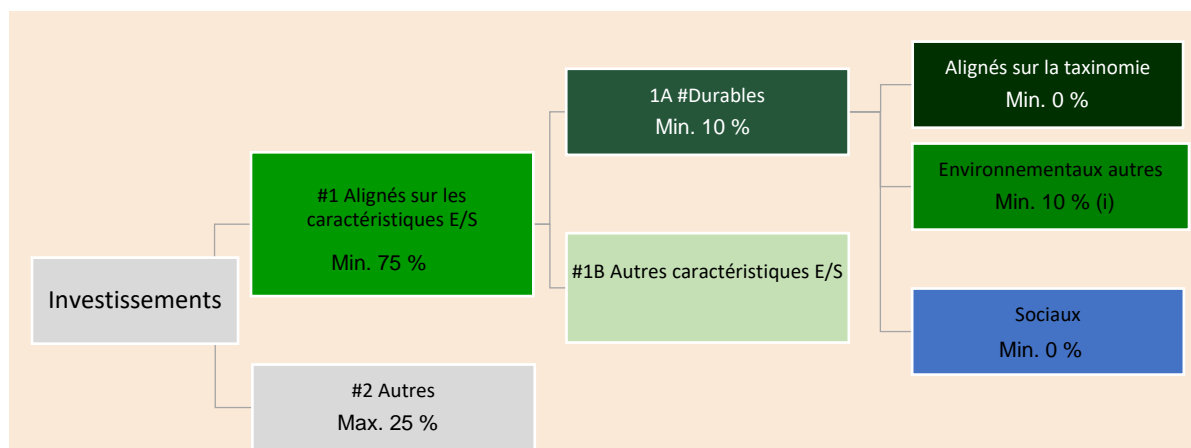 Investissements
#1 Alignés sur les
caractéristiques E/S
Min. 75 %
#2 Autres
Max. 25 %
1A #Durables
Min. 10 %
#1B Autres caractéristiques E/S
Alignés sur la taxinomie
Min. 0 %
Environnementaux autres
Min. 10 % (i)
Sociaux
Min. 0 %